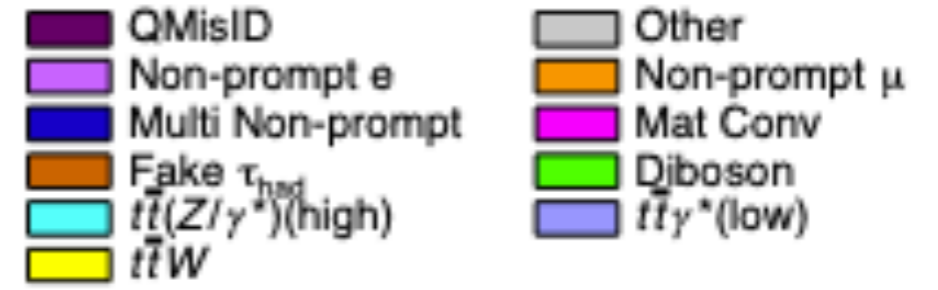 QMisID Other
Non-prompt e Non-prompt μ
Multi Non-prompt Mat Conv
Fake τhad Diboson
tt̄(Z/γ*)(high) tt̄γ*(low)
tt̄W